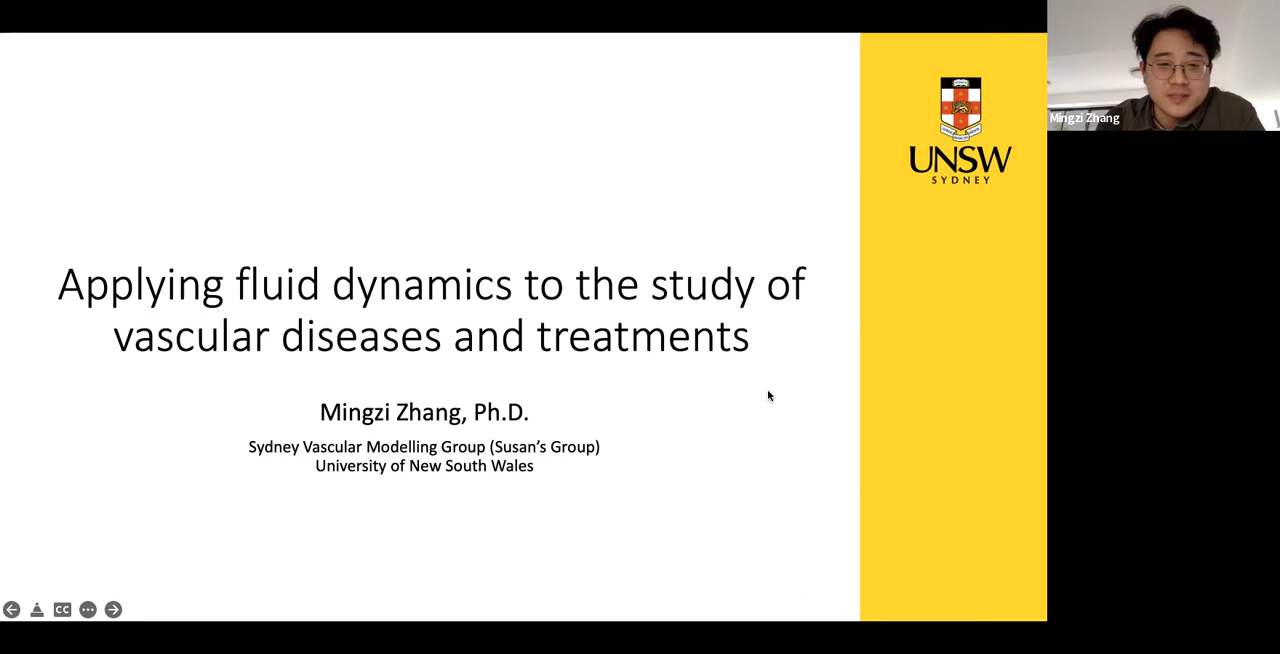 Applying fluid dynamics to the study of
vascular diseases and treatments
Mingzi Zhang, Ph.D.
Sydney Vascular Modelling Group (Susan’s Group)
University of New South Wales
UNSW
SYDNEY
Mingzi Zhang
CC